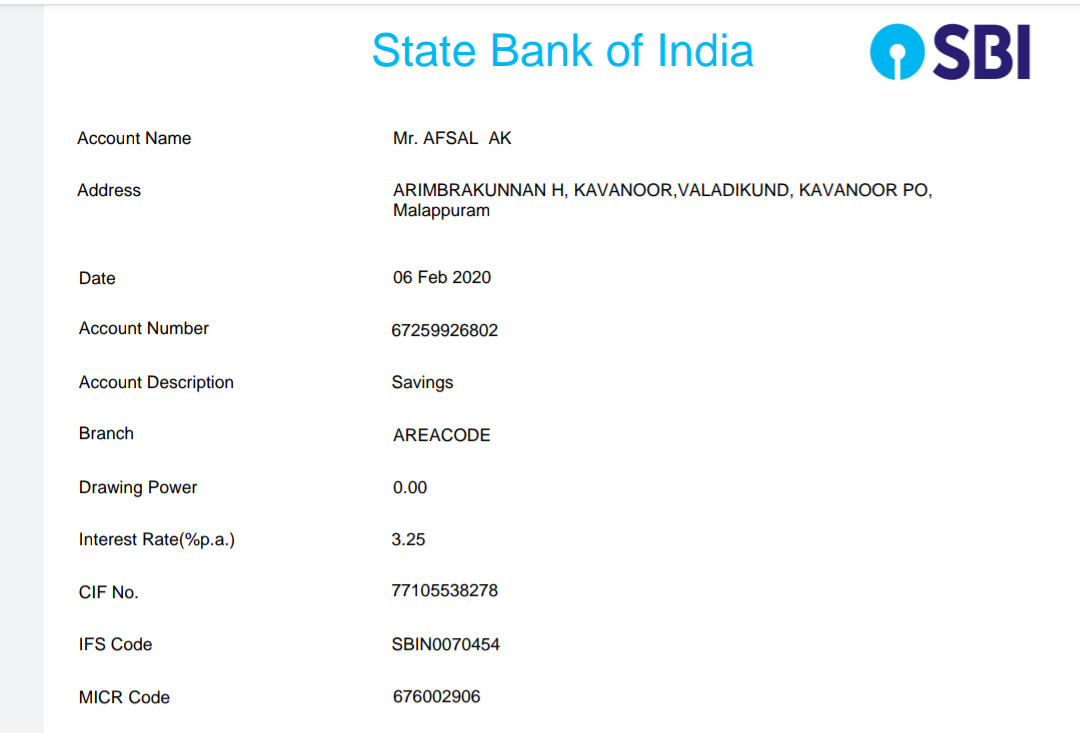 State Bank of India
SBI
Account Name Mr. AFSAL AK
Address ARIMBRAKUNNAN H, KAVANOOR,VALADIKUND, KAVANOOR PO,
Malappuram
Date 06 Feb 2020
Account Number 67259926802
Account Description Savings
Branch AREACODE
Drawing Power 0.00
Interest Rate(%p.a.) 3.25
CIF No. 77105538278
IFS Code SBIN0070454
MICR Code 676002906